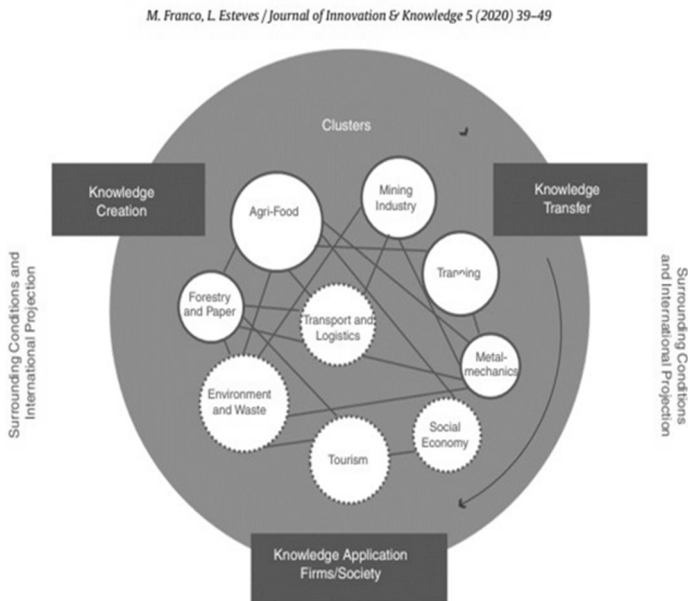 M. Franco, L. Esteves / Journal of Innovation & Knowledge 5 (2020) 39–49
Clusters
Knowledge
Creation
Knowledge
Transfer
Mining
Industry
Agri-Food
Forestry
and Paper
Transport and
Logistics
Metal-
mechanics
Environment
and Waste
Social
Economy
Tourism
Surrounding Conditions and
International Projection
Surrounding Conditions
and International Projection
Knowledge Application
Firms/Society